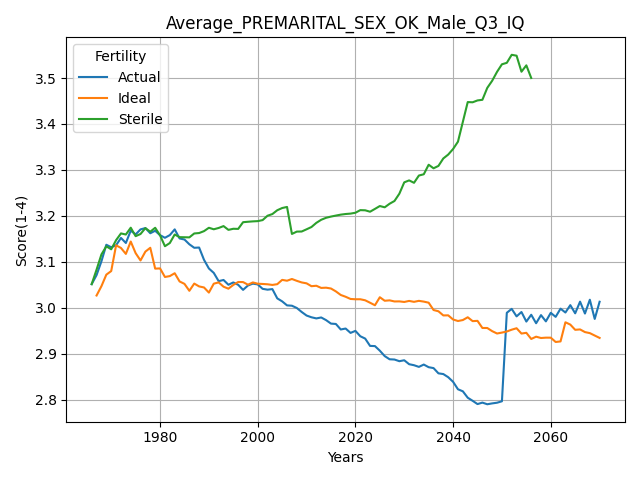 Average_PREMARITAL_SEX_OK_Male_Q3_IQ
Fertility
Actual
Ideal
Sterile
Score(1-4)
3.5
3.4
3.3
3.2
3.1
3.0
2.9
2.8
1980
2000
2020
2040
2060
Years